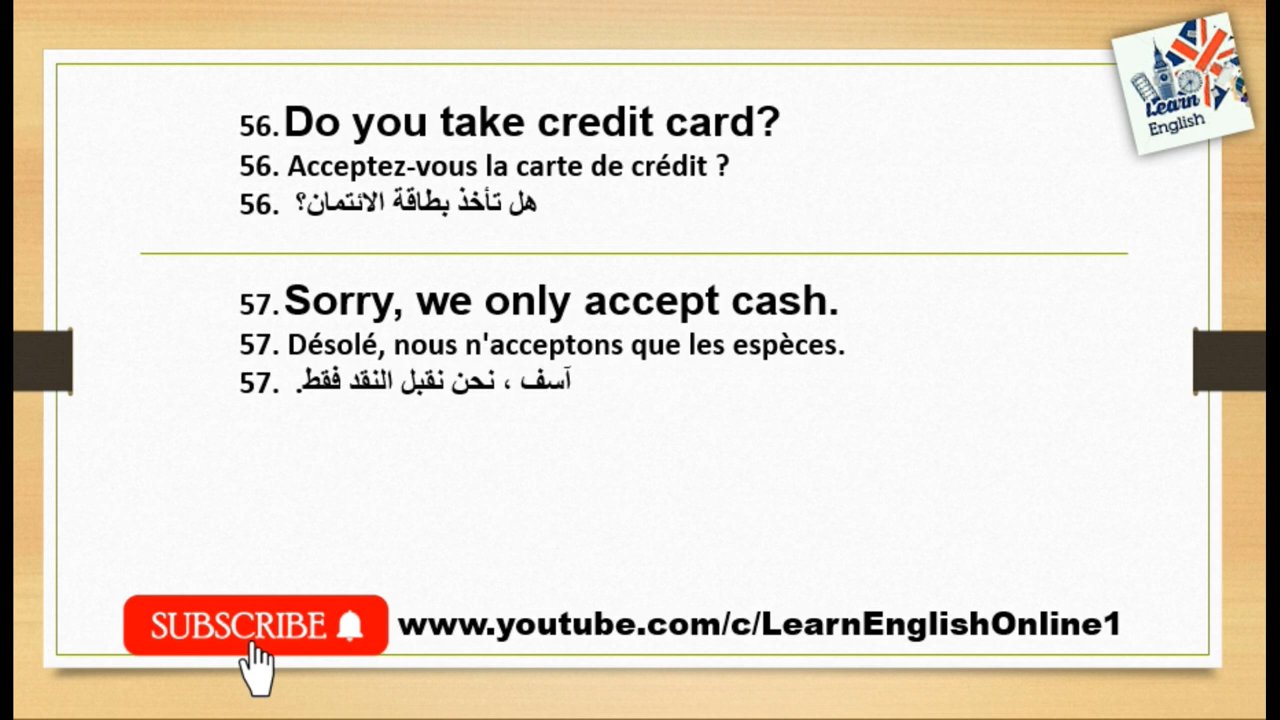 Learn
English
56. Do you take credit card?
56. Acceptez-vous la carte de crédit ?
56. هل تأخذ بطاقة الائتمان؟
57. Sorry, we only accept cash.
57. Désolé, nous n'acceptons que les espèces.
57. آسف ، نحن نقبل النقد فقط.
SUBSCRIBE
www.youtube.com/c/LearnEnglishOnline1